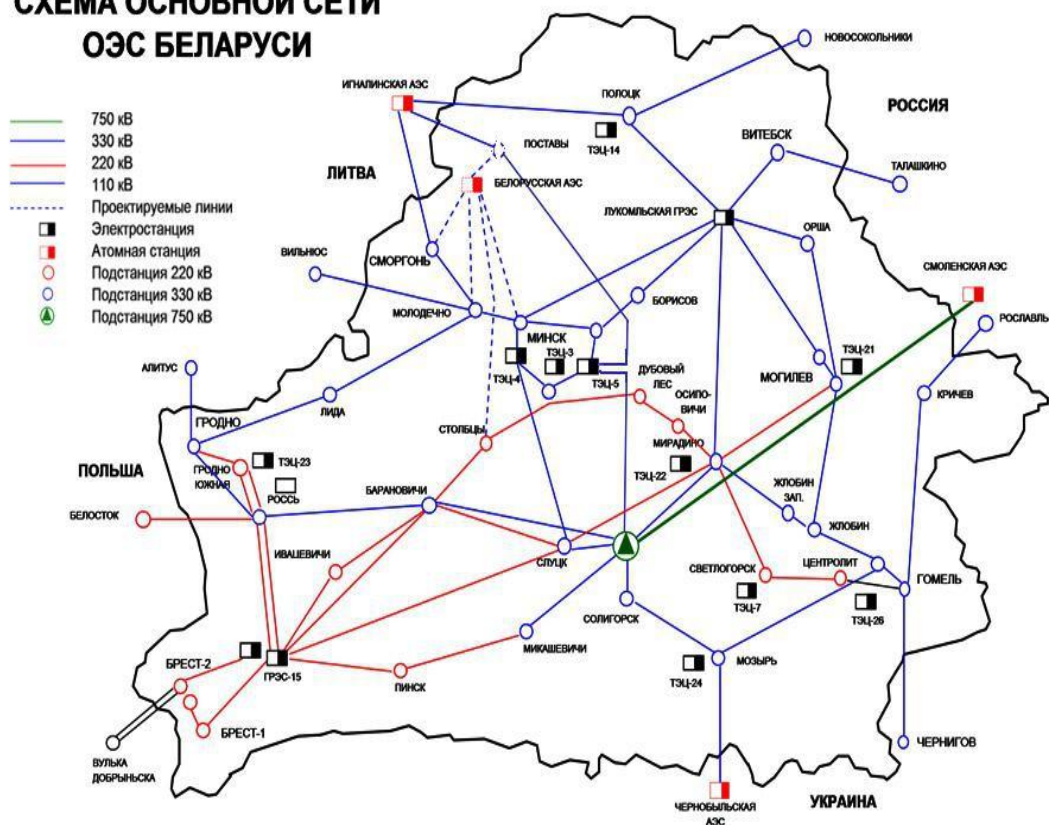 СХЕМА ОСНОВНОЙ СЕТИ
ОЭС БЕЛАРУСИ
750 кВ
330 кВ
220 кВ
110 кВ
Проектируемые линии
Электростанция
Атомная станция
Подстанция 220 кВ
Подстанция 330 кВ
Подстанция 750 кВ
НОВОСОКОЛЬНИКИ
ИГНАЛИНСКАЯ АЭС
ПОЛОЦК
РОССИЯ
ТЭЦ-14
ВИТЕБСК
ПОСТАВЫ
ЛИТВА
ТАЛАШКИНО
БЕЛОРУССКАЯ АЭС
ЛУКОМЛЬСКАЯ ГРЭС
ОРША
ВИЛЬНЮС
СМОРГОНЬ
СМОЛЕНСКАЯ АЭС
БОРИСОВ
МОЛОДЕЧНО
РОСЛАВЛЬ
МИНСК
ТЭЦ-3
ТЭЦ-4
ТЭЦ-5
ТЭЦ-21
АЛИТУС
ДУБОВЫЙ
ЛЕС
МОГИЛЕВ
КРИЧЕВ
ЛИДА
ОСИПО-
ВИЧИ
ГРОДНО
СТОЛБЦЫ
МИРАДИНО
ПОЛЬША
ТЭЦ-23
ГРОДНО
ЮЖНАЯ
РОССЬ
ТЭЦ-22
БАРАНОВИЧИ
ЖЛОБИН
ЗАП.
БЕЛОСТОК
ЖЛОБИН
ИВАШЕВИЧИ
СЛУЦК
СВЕТЛОГОРСК
ЦЕНТРОЛИТ
ГОМЕЛЬ
ТЭЦ-7
ТЭЦ-26
СОЛИГОРСК
МИКАШЕВИЧИ
МОЗЫРЬ
БРЕСТ-2
ГРЭС-15
ПИНСК
ТЭЦ-24
БРЕСТ-1
ЧЕРНИГОВ
ВУЛЬКА
ДОБРЫНЬСКА
ЧЕРНОБЫЛЬСКАЯ
АЭС
УКРАИНА